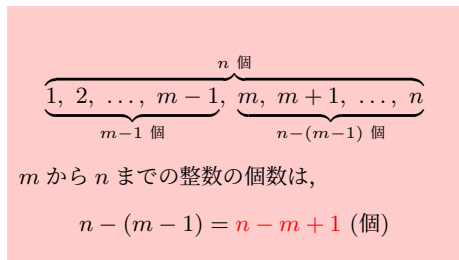 n 個
1, 2, …, m − 1, m, m + 1, …, n
m−1 個 n−(m−1) 個
m から n までの整数の個数は,
n − (m − 1) = n − m + 1 (個)